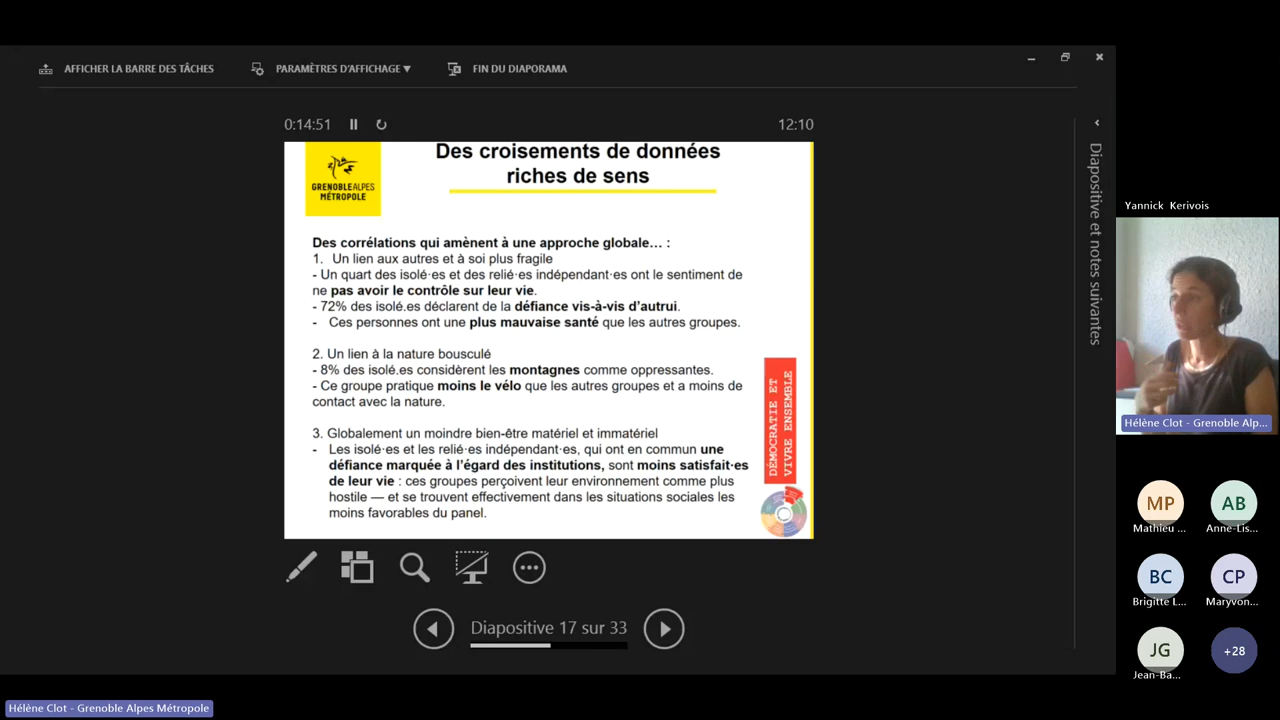 AFFICHER LA BARRE DES TÂCHES
PARAMÈTRES D'AFFICHAGE ▾
FIN DU DIAPORAMA
0:14:51
12:10
GRENOBLEALPES
MÉTROPOLE
Des croisements de données
riches de sens
Des corrélations qui amènent à une approche globale… :
1. Un lien aux autres et à soi plus fragile
- Un quart des isolé·es et des relié·es indépendant·es ont le sentiment de
ne pas avoir le contrôle sur leur vie.
- 72% des isolé.es déclarent de la défiance vis-à-vis d'autrui.
- Ces personnes ont une plus mauvaise santé que les autres groupes.
2. Un lien à la nature bousculé
- 8% des isolé.es considèrent les montagnes comme oppressantes.
- Ce groupe pratique moins le vélo que les autres groupes et a moins de
contact avec la nature.
3. Globalement un moindre bien-être matériel et immatériel
- Les isolé·es et les relié·es indépendant·es, qui ont en commun une
défiance marquée à l'égard des institutions, sont moins satisfait·es
de leur vie : ces groupes perçoivent leur environnement comme plus
hostile — et se trouvent effectivement dans les situations sociales les
moins favorables du panel.
DÉMOCRATIE ET
VIVRE ENSEMBLE
Diapositive 17 sur 33
Diapositive et notes suivantes
Yannick Kerivois
Hélène Clot - Grenoble Alp...
MP
Mathieu ...
AB
Anne-Lis...
BC
Brigitte L...
CP
Maryvon...
JG
Jean-Ba...
+28
Hélène Clot - Grenoble Alpes Métropole